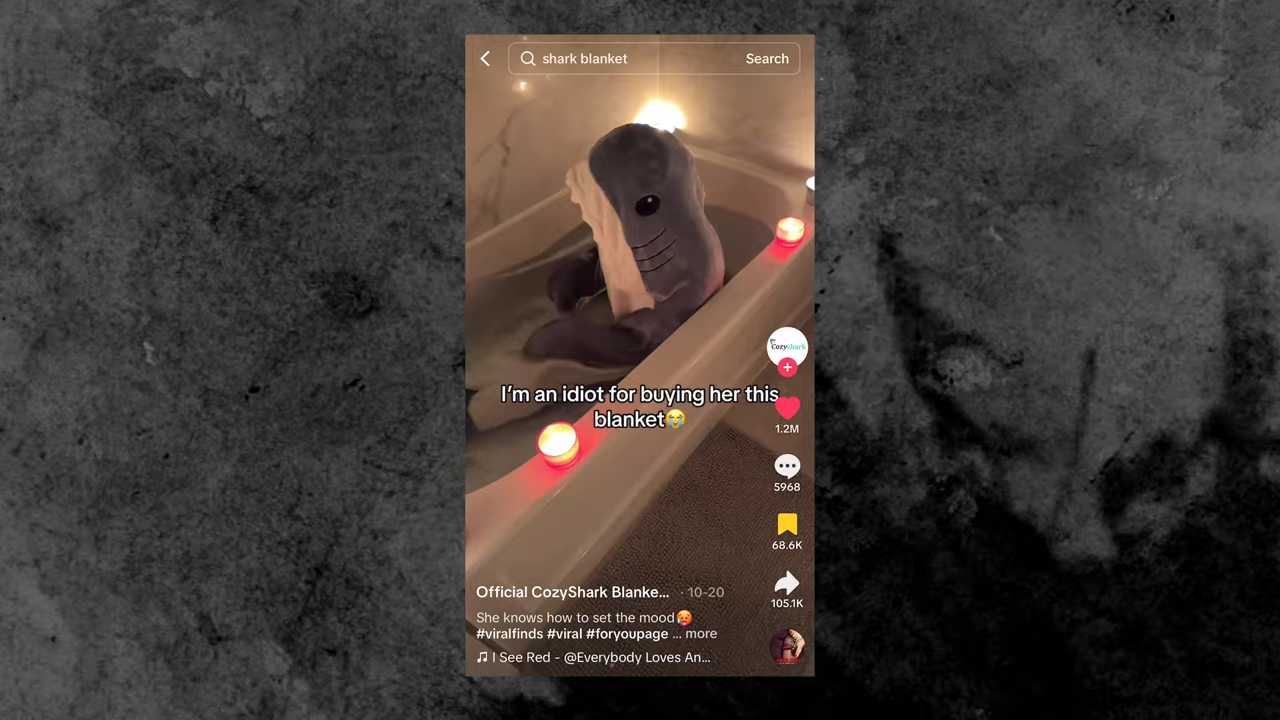 shark blanket
Search
Cozyshark
I'm an idiot for buying her this
blanket😭
1.2M
5968
68.6K
105.1K
Official CozyShark Blanke... · 10-20
She knows how to set the mood🥵
#viralfinds #viral #foryoupage ... more
I See Red - @Everybody Loves An...